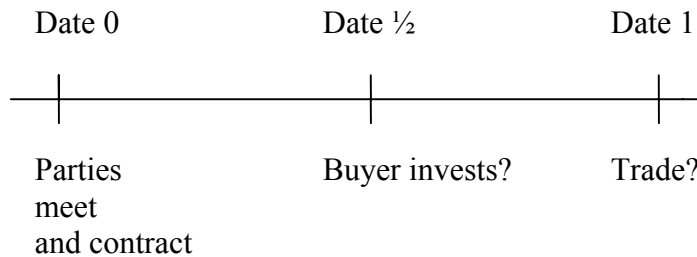 Date 0 Date ½ Date 1
Parties Buyer invests? Trade?
meet
and contract